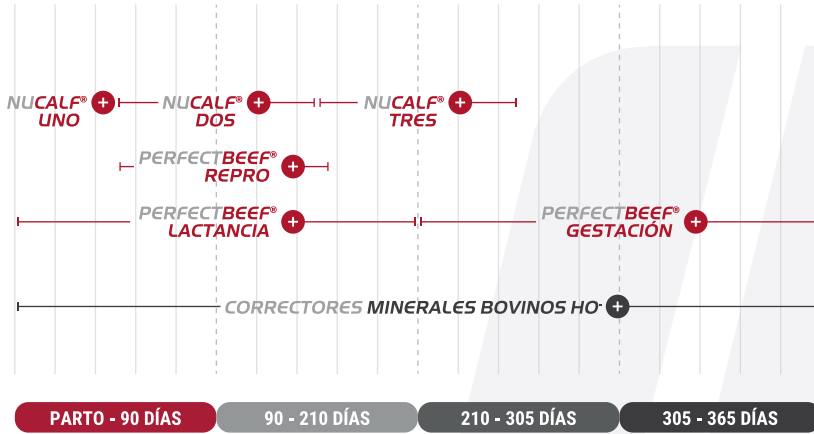 NUCALF®
UNO
NUCALF®
DOS
NUCALF®
TRES
PERFECTBEEF®
REPRO
PERFECTBEEF®
LACTANCIA
PERFECTBEEF®
GESTACIÓN
CORRECTORES MINERALES BOVINOS HO-
PARTO - 90 DÍAS
90 - 210 DÍAS
210 - 305 DÍAS
305 - 365 DÍAS